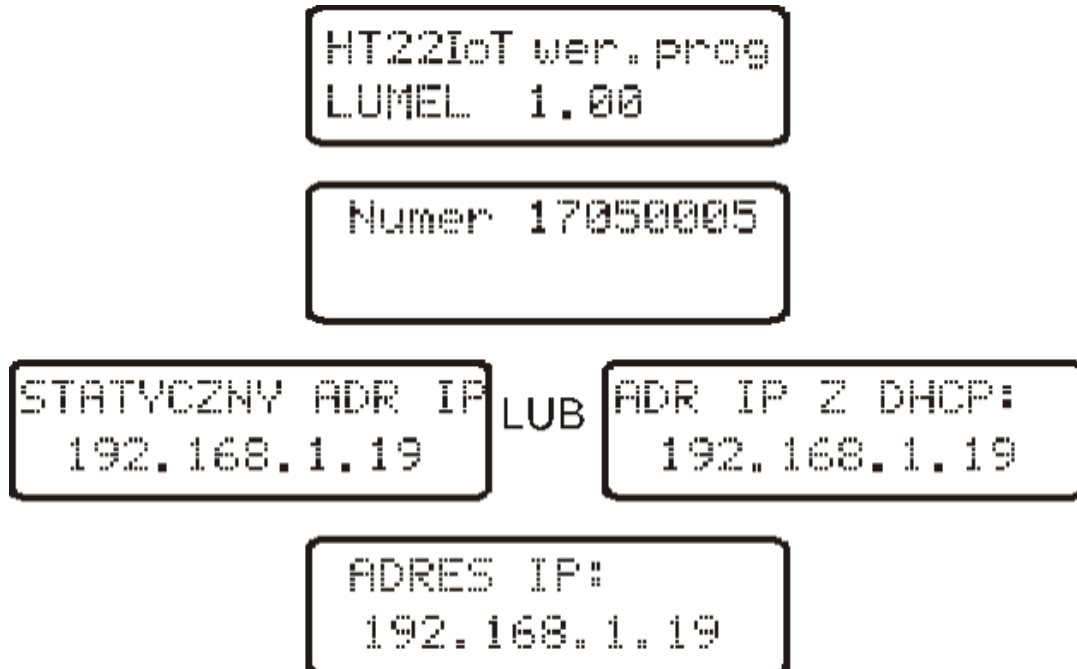 HT22IoT wer.prog
LUMEL 1.00
Numer 17050005
STATYCZNY ADR IP
192.168.1.19
LUB
ADR IP Z DHCP:
192.168.1.19
ADRES IP:
192.168.1.19